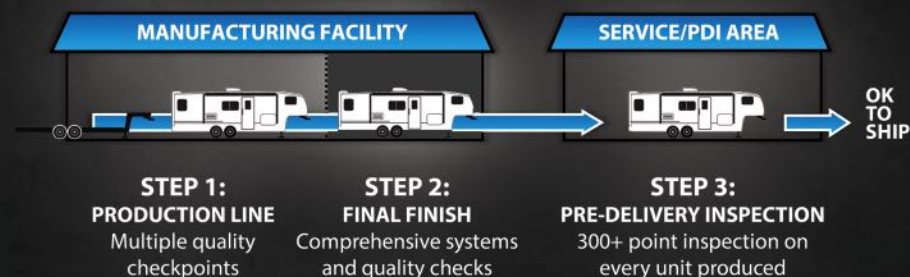 MANUFACTURING FACILITY
SERVICE/PDI AREA
OK
TO
SHIP
STEP 1:
PRODUCTION LINE
Multiple quality
checkpoints
STEP 2:
FINAL FINISH
Comprehensive systems
and quality checks
STEP 3:
PRE-DELIVERY INSPECTION
300+ point inspection on
every unit produced